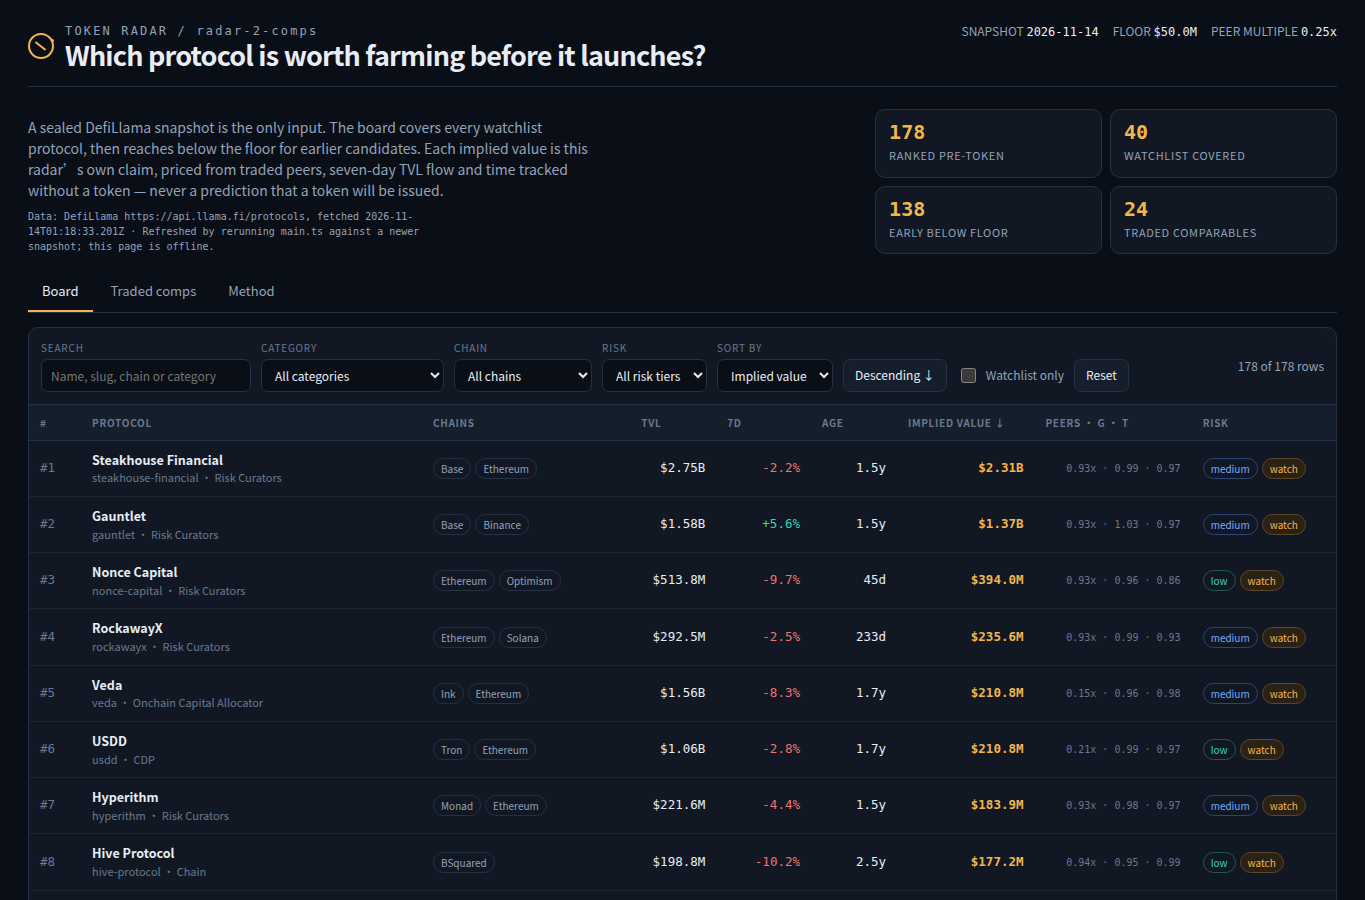 TOKEN RADAR / radar-2-comps
Which protocol is worth farming before it launches?
SNAPSHOT 2026-11-14 FLOOR $50.0M PEER MULTIPLE 0.25x
A sealed DefiLlama snapshot is the only input. The board covers every watchlist
protocol, then reaches below the floor for earlier candidates. Each implied value is this
radar’s own claim, priced from traded peers, seven-day TVL flow and time tracked
without a token — never a prediction that a token will be issued.
Data: DefiLlama https://api.llama.fi/protocols, fetched 2026-11-
14T01:18:33.201Z · Refreshed by rerunning main.ts against a newer
snapshot; this page is offline.
178
RANKED PRE-TOKEN
40
WATCHLIST COVERED
138
EARLY BELOW FLOOR
24
TRADED COMPARABLES
Board Traded comps Method
SEARCH CATEGORY CHAIN RISK SORT BY
Name, slug, chain or category All categories All chains All risk tiers Implied value Descending ↓ Watchlist only Reset 178 of 178 rows
# PROTOCOL CHAINS TVL 7D AGE IMPLIED VALUE ↓ PEERS · G · T RISK
#1 Steakhouse Financial Base Ethereum $2.75B -2.2% 1.5y $2.31B 0.93x · 0.99 · 0.97 medium watch
steakhouse-financial · Risk Curators
#2 Gauntlet Base Binance $1.58B +5.6% 1.5y $1.37B 0.93x · 1.03 · 0.97 medium watch
gauntlet · Risk Curators
#3 Nonce Capital Ethereum Optimism $513.8M -9.7% 45d $394.0M 0.93x · 0.96 · 0.86 low watch
nonce-capital · Risk Curators
#4 RockawayX Ethereum Solana $292.5M -2.5% 233d $235.6M 0.93x · 0.99 · 0.93 medium watch
rockawayx · Risk Curators
#5 Veda Ink Ethereum $1.56B -8.3% 1.7y $210.8M 0.15x · 0.96 · 0.98 medium watch
veda · Onchain Capital Allocator
#6 USDD Tron Ethereum $1.06B -2.8% 1.7y $210.8M 0.21x · 0.99 · 0.97 low watch
usdd · CDP
#7 Hyperithm Monad Ethereum $221.6M -4.4% 1.5y $183.9M 0.93x · 0.98 · 0.97 medium watch
hyperithm · Risk Curators
#8 Hive Protocol BSquared $198.8M -10.2% 2.5y $177.2M 0.94x · 0.95 · 0.99 low watch
hive-protocol · Chain